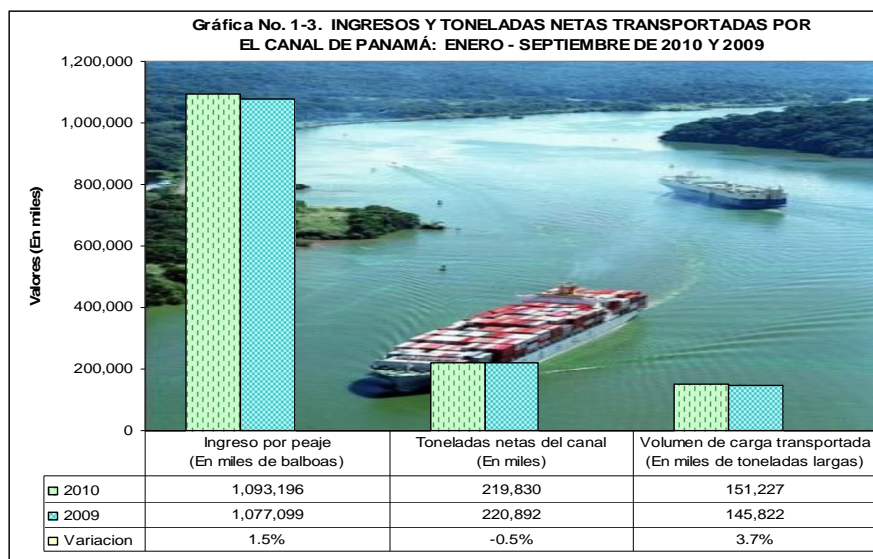 Gráfica No. 1-3. INGRESOS Y TONELADAS NETAS TRANSPORTADAS POR
EL CANAL DE PANAMÁ: ENERO - SEPTIEMBRE DE 2010 Y 2009
Valores (En miles)
1,200,000
1,000,000
800,000
600,000
400,000
200,000
0
Ingreso por peaje
(En miles de balboas)
Toneladas netas del canal
(En miles)
Volumen de carga transportada
(En miles de toneladas largas)
2010 1,093,196 219,830 151,227
2009 1,077,099 220,892 145,822
Variacion 1.5% -0.5% 3.7%